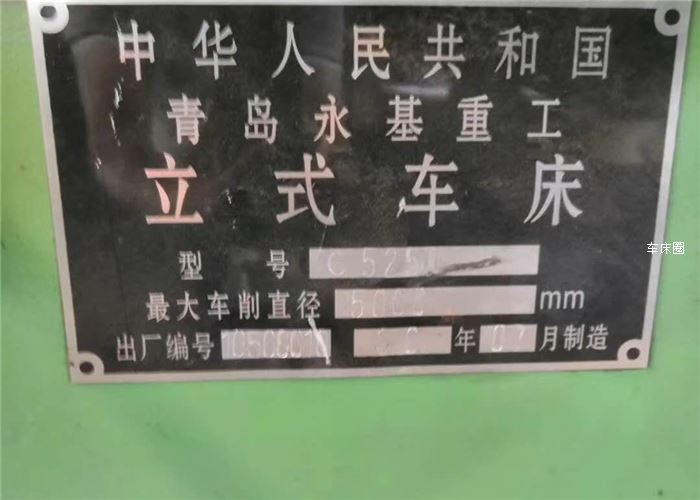 中华人民共和国
青岛永基重工
立式车床
型号
最大车削直径 mm
出厂编号 年 月制造
车床圈